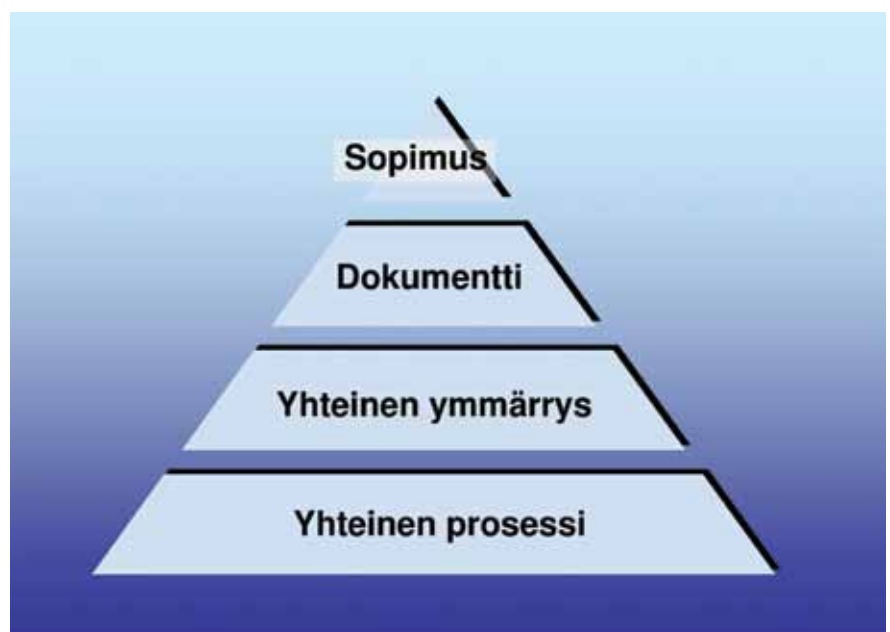 Sopimus
Dokumentti
Yhteinen ymmärrys
Yhteinen prosessi